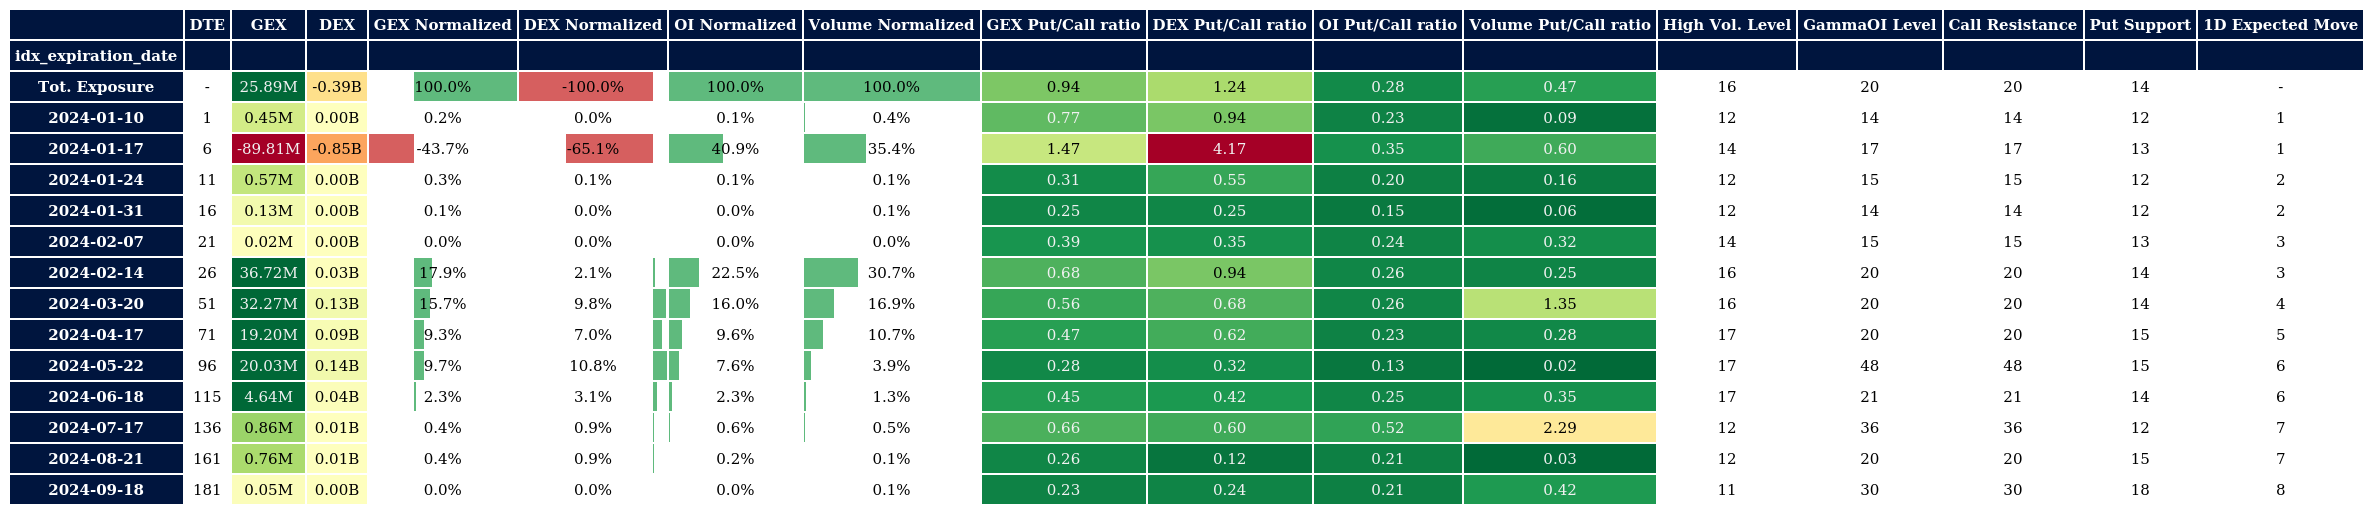 DTE GEX DEX GEX Normalized DEX Normalized OI Normalized Volume Normalized GEX Put/Call ratio DEX Put/Call ratio OI Put/Call ratio Volume Put/Call ratio High Vol. Level GammaOI Level Call Resistance Put Support 1D Expected Move
idx_expiration_date
Tot. Exposure - 25.89M -0.39B 100.0% -100.0% 100.0% 100.0% 0.94 1.24 0.28 0.47 16 20 20 14 -
2024-01-10 1 0.45M 0.00B 0.2% 0.0% 0.1% 0.4% 0.77 0.94 0.23 0.09 12 14 14 12 1
2024-01-17 6 -89.81M -0.85B -43.7% -65.1% 40.9% 35.4% 1.47 4.17 0.35 0.60 14 17 17 13 1
2024-01-24 11 0.57M 0.00B 0.3% 0.1% 0.1% 0.1% 0.31 0.55 0.20 0.16 12 15 15 12 2
2024-01-31 16 0.13M 0.00B 0.1% 0.0% 0.0% 0.1% 0.25 0.25 0.15 0.06 12 14 14 12 2
2024-02-07 21 0.02M 0.00B 0.0% 0.0% 0.0% 0.0% 0.39 0.35 0.24 0.32 14 15 15 13 3
2024-02-14 26 36.72M 0.03B 17.9% 2.1% 22.5% 30.7% 0.68 0.94 0.26 0.25 16 20 20 14 3
2024-03-20 51 32.27M 0.13B 15.7% 9.8% 16.0% 16.9% 0.56 0.68 0.26 1.35 16 20 20 14 4
2024-04-17 71 19.20M 0.09B 9.3% 7.0% 9.6% 10.7% 0.47 0.62 0.23 0.28 17 20 20 15 5
2024-05-22 96 20.03M 0.14B 9.7% 10.8% 7.6% 3.9% 0.28 0.32 0.13 0.02 17 48 48 15 6
2024-06-18 115 4.64M 0.04B 2.3% 3.1% 2.3% 1.3% 0.45 0.42 0.25 0.35 17 21 21 14 6
2024-07-17 136 0.86M 0.01B 0.4% 0.9% 0.6% 0.5% 0.66 0.60 0.52 2.29 12 36 36 12 7
2024-08-21 161 0.76M 0.01B 0.4% 0.9% 0.2% 0.1% 0.26 0.12 0.21 0.03 12 20 20 15 7
2024-09-18 181 0.05M 0.00B 0.0% 0.0% 0.0% 0.1% 0.23 0.24 0.21 0.42 11 30 30 18 8